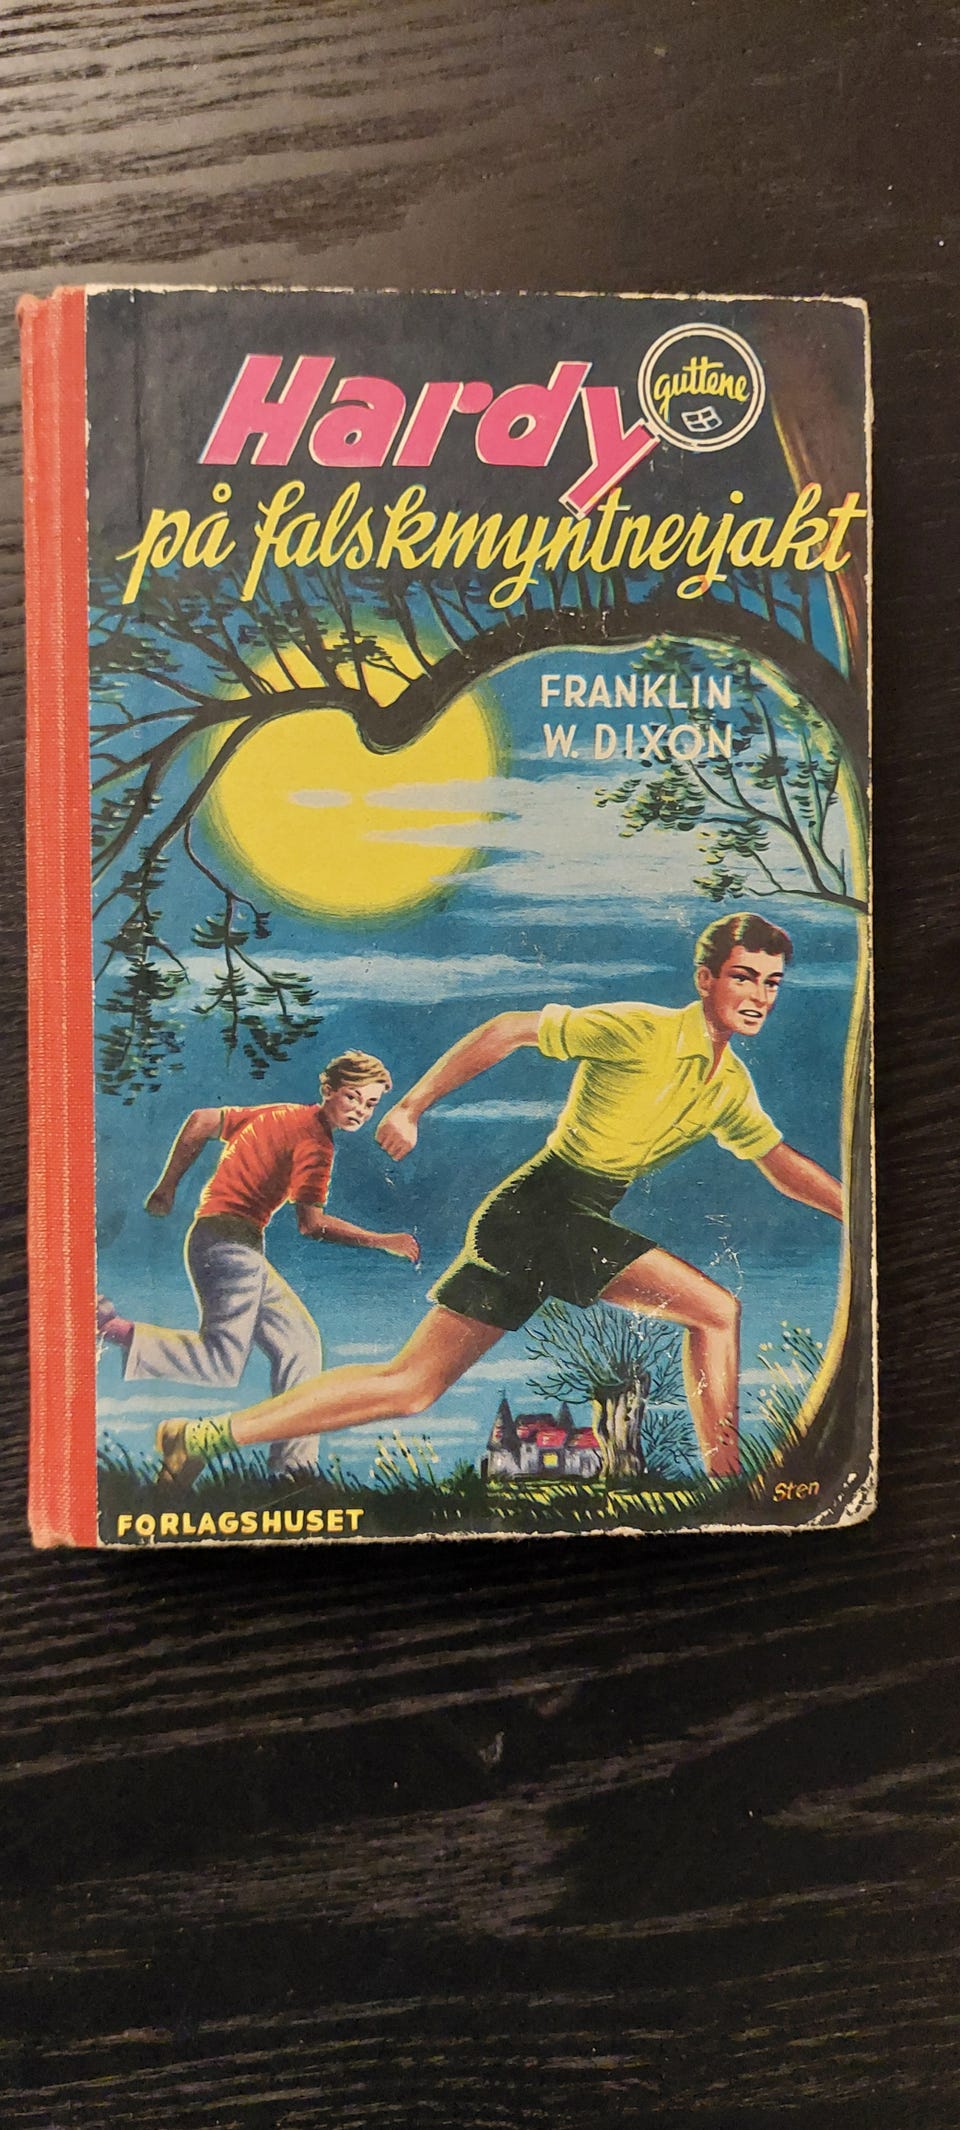 Hardy
guttene
på falskmyntnerjakt
FRANKLIN
W. DIXON
Sten
FORLAGSHUSET